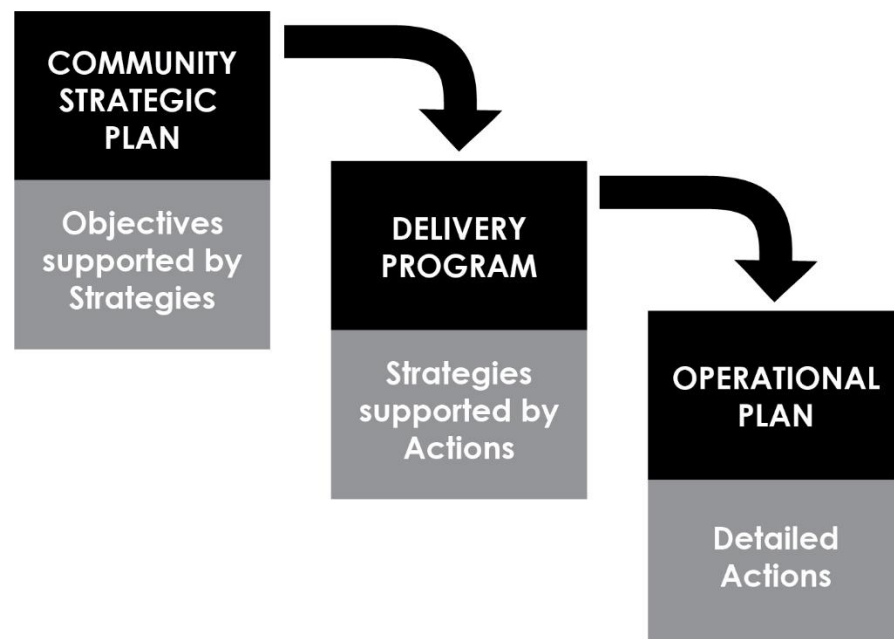 COMMUNITY
STRATEGIC
PLAN
Objectives
supported by
Strategies
DELIVERY
PROGRAM
Strategies
supported by
Actions
OPERATIONAL
PLAN
Detailed
Actions